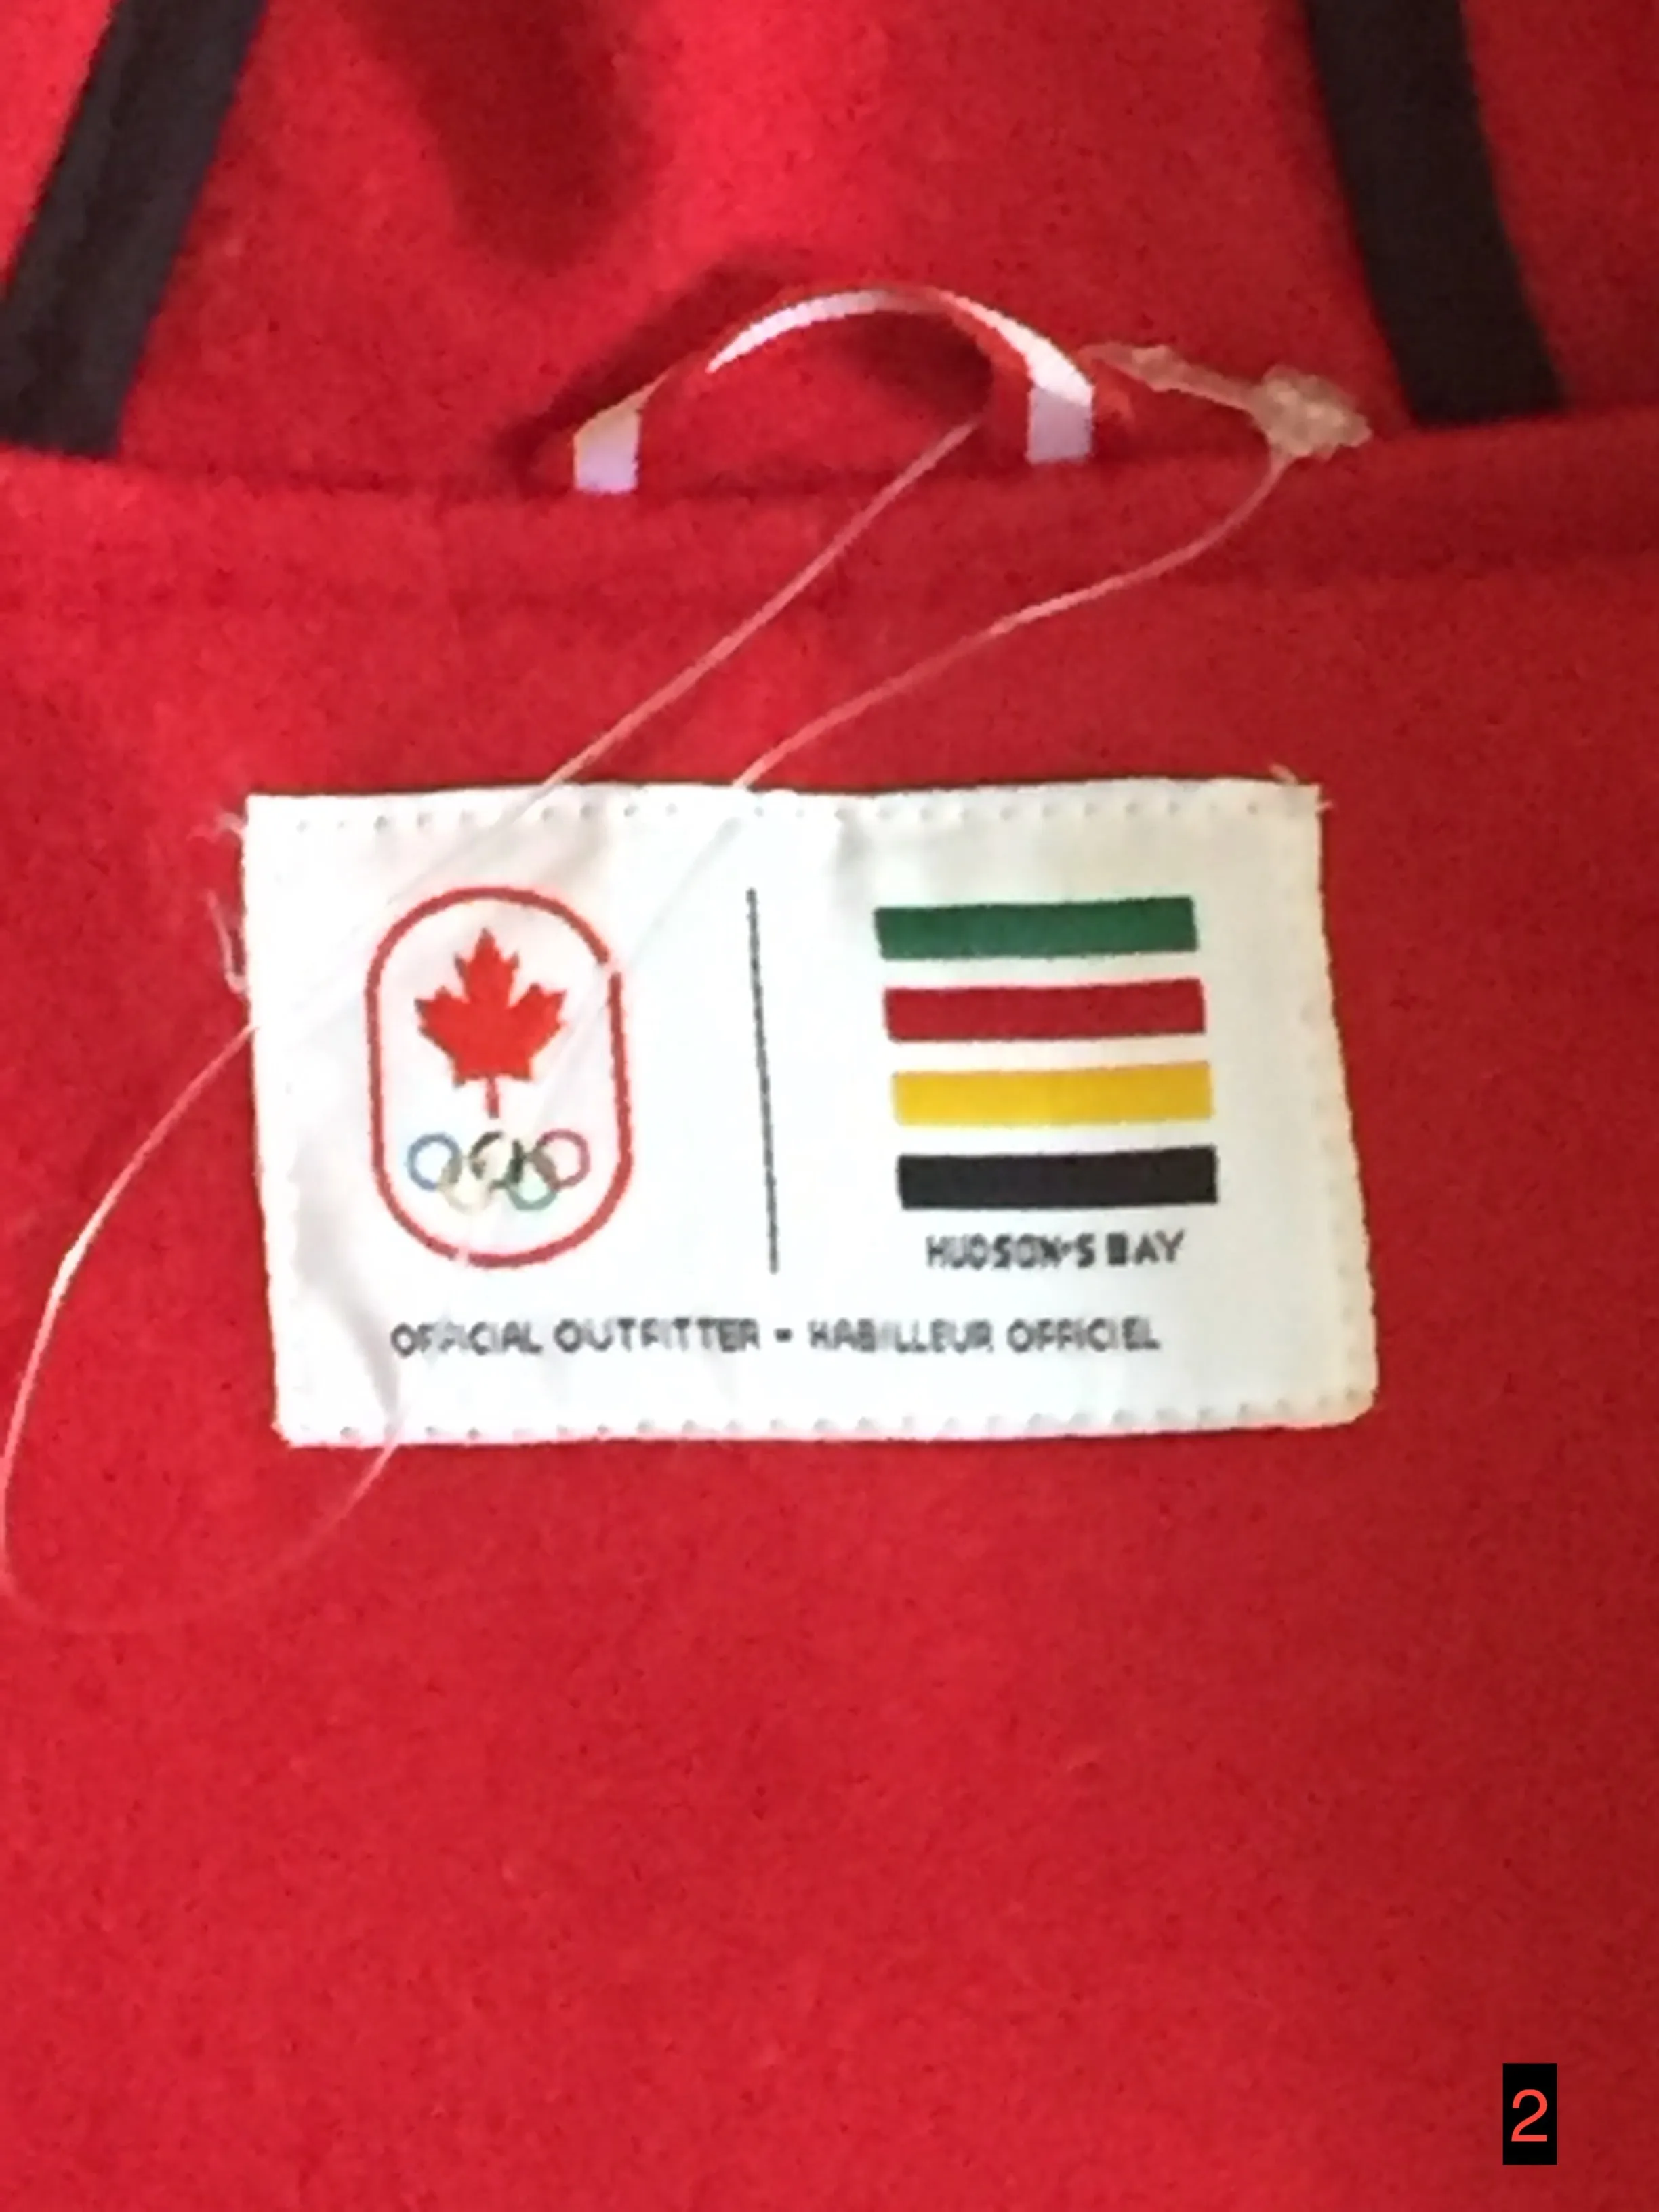 HUDSON'S BAY
OFFICIAL OUTFITTER • HABILLEUR OFFICIEL
2